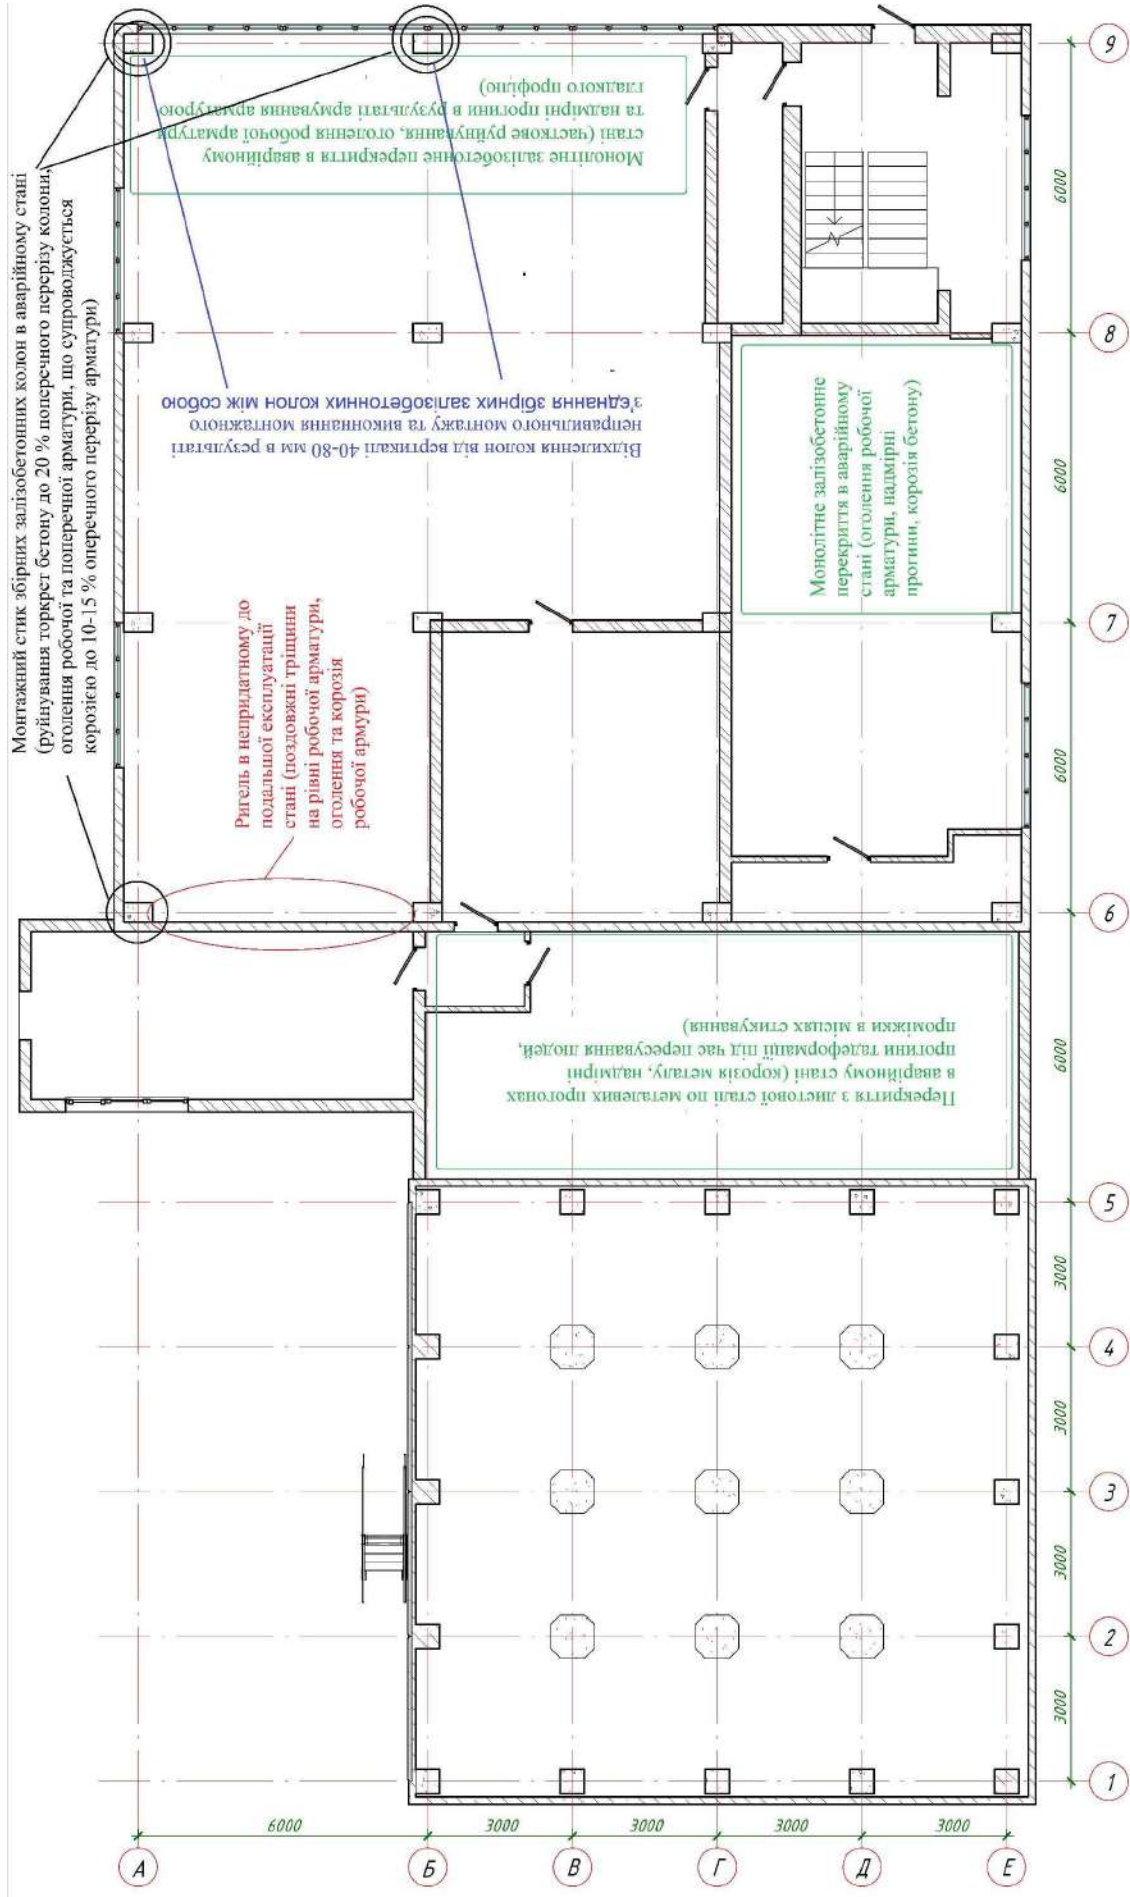 Монтажний стик збірних залізобетонних колон в аварійному стані
(руйнування торкрет бетону до 20 % поперечного перерізу колони,
оголення робочої та поперечної арматури, що супроводжується
корозією до 10-15 % оперечного перерізу арматури)
Монолітне залізобетонне перекриття в аварійному
стані (часткове руйнування, оголення робочої арматури
та надмірні прогини в рузультаті армування арматурою
гладкого профілю)
Відхилення колон від вертикалі 40-80 мм в результаті
неправильного монтажу та виконнання монтажного
з'єднання збірних залізобетонних колон між собою
Ригель в непридатному до
подальшої експлуатації
стані (поздовжні тріщини
на рівні робочої арматури,
оголення та корозія
робочої армури)
Монолітне залізобетонне
перекриття в аварійному
стані (оголення робочої
арматури, надмірні
прогини, корозія бетону)
Перекриття з листової сталі по металевих прогонах
в аварійному стані (корозія металу, надмірні
прогини тадеформації під час пересування людей,
проміжки в місцях стикування)
9
6000
8
6000
7
6000
6
6000
5
3000
4
3000
3
3000
2
3000
1
6000
3000
3000
3000
3000
А
Б
В
Г
Д
Е